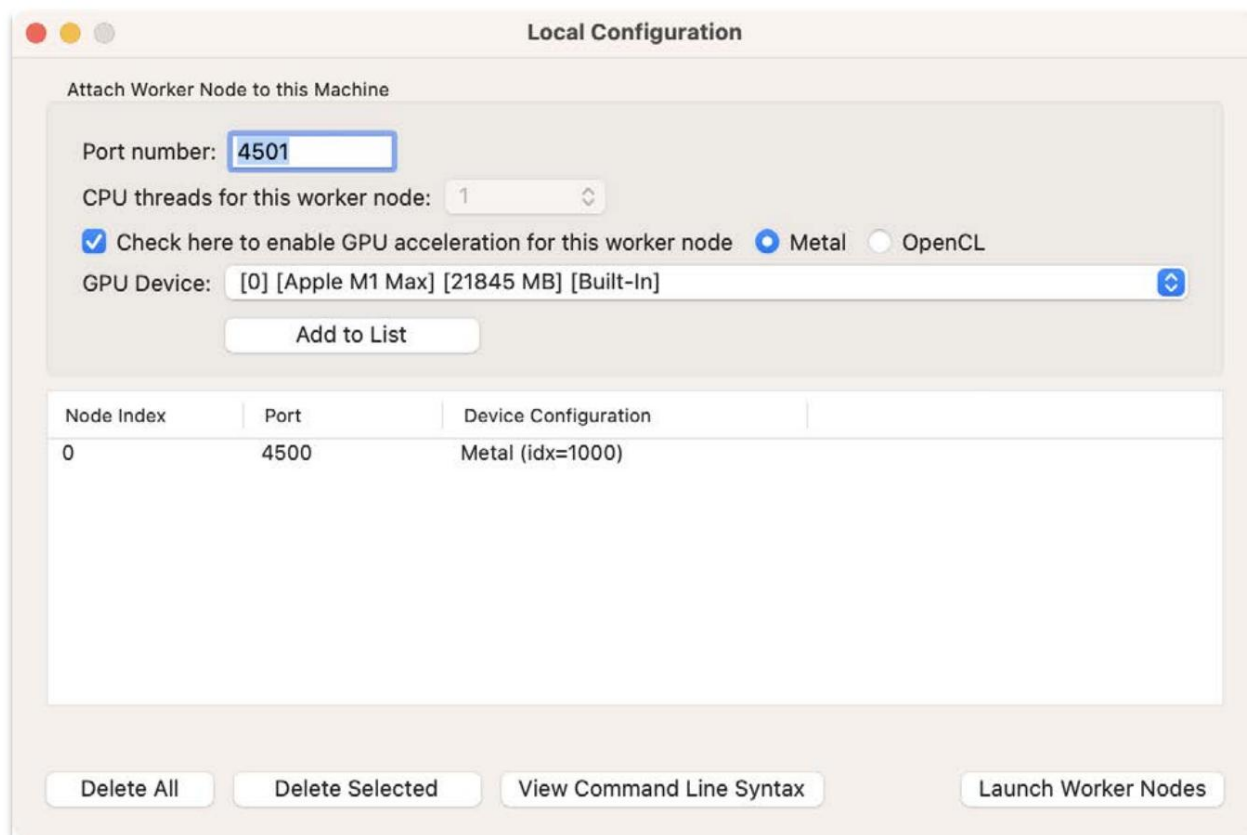 Local Configuration
Attach Worker Node to this Machine
Port number: 4501
CPU threads for this worker node: 1
Check here to enable GPU acceleration for this worker node Metal OpenCL
GPU Device: [0] [Apple M1 Max] [21845 MB] [Built-In]
Add to List
Node Index Port Device Configuration
0 4500 Metal (idx=1000)
Delete All Delete Selected View Command Line Syntax Launch Worker Nodes